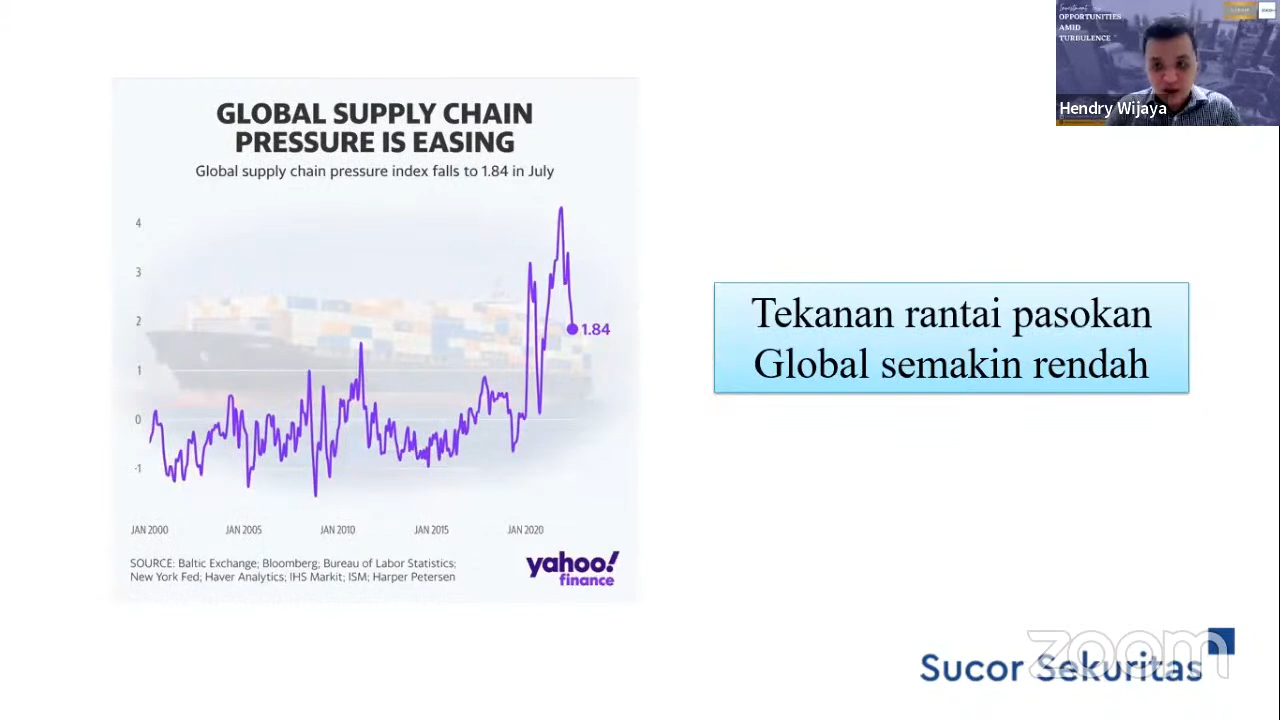 GLOBAL SUPPLY CHAIN
PRESSURE IS EASING
Global supply chain pressure index falls to 1.84 in July
4
3
2
1
0
-1
1.84
JAN 2000 JAN 2005 JAN 2010 JAN 2015 JAN 2020
SOURCE: Baltic Exchange; Bloomberg; Bureau of Labor Statistics;
New York Fed; Haver Analytics; IHS Markit; ISM; Harper Petersen
yahoo!
finance
Tekanan rantai pasokan
Global semakin rendah
OPPORTUNITIES
AMID
TURBULENCE
Hendry Wijaya
zoom
Sucor Sekuritas